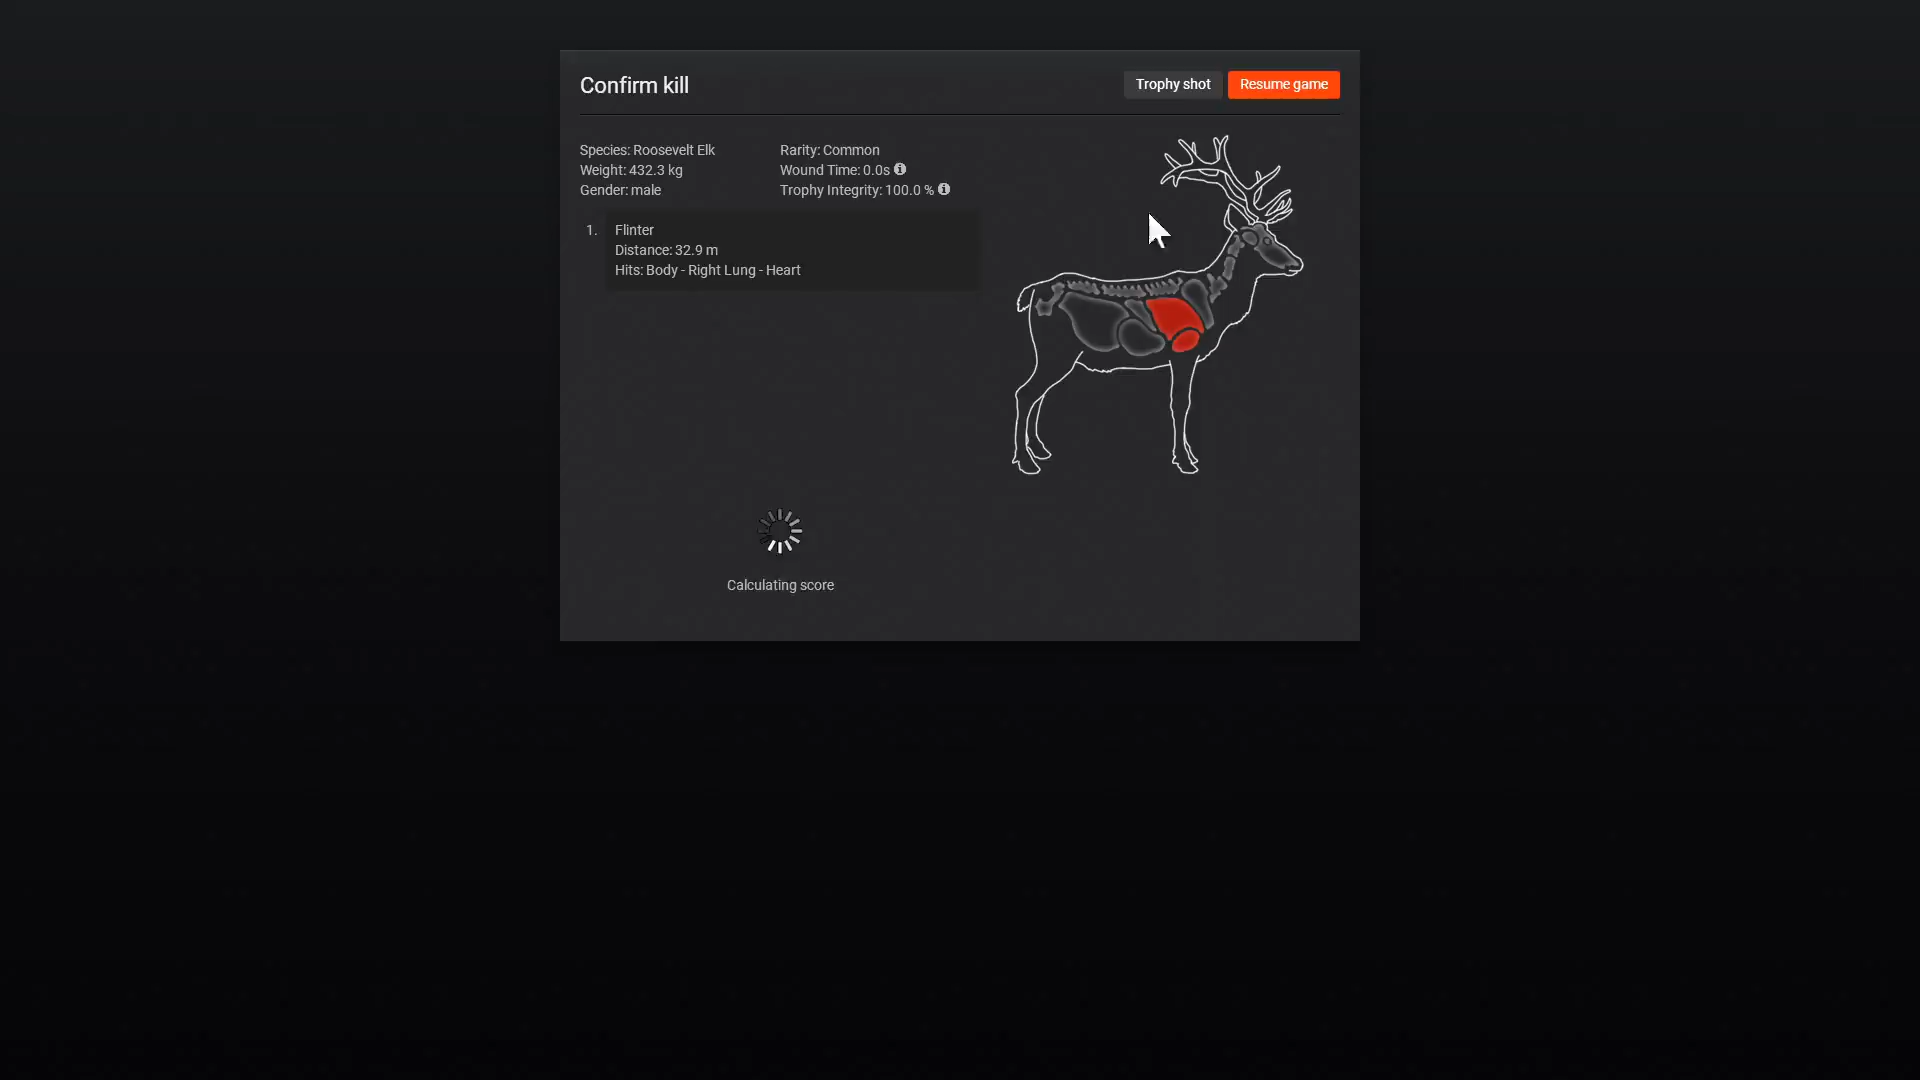 Confirm kill
Trophy shot
Resume game
Species: Roosevelt Elk
Weight: 432.3 kg
Gender: male
Rarity: Common
Wound Time: 0.0s
Trophy Integrity: 100.0 %
1.
Flinter
Distance: 32.9 m
Hits: Body - Right Lung - Heart
Calculating score